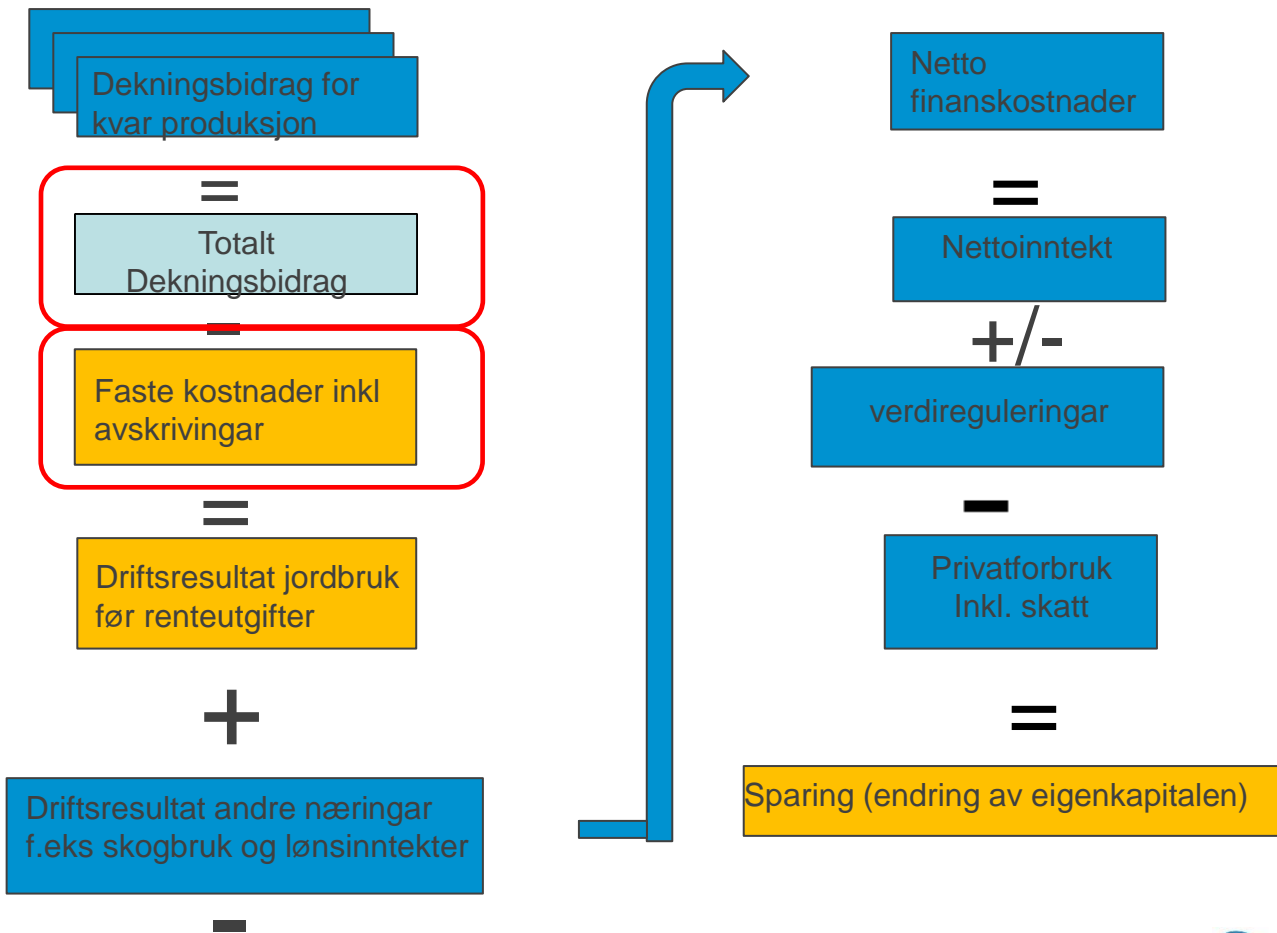 Dekningsbidrag for
kvar produksjon
=
Totalt
Dekningsbidrag
-
Faste kostnader inkl
avskrivingar
=
Driftsresultat jordbruk
før renteutgifter
+
Driftsresultat andre næringar
f.eks skogbruk og lønsinntekter
-
Netto
finanskostnader
=
Nettoinntekt
+/-
verdireguleringar
-
Privatforbruk
Inkl. skatt
=
Sparing (endring av eigenkapitalen)